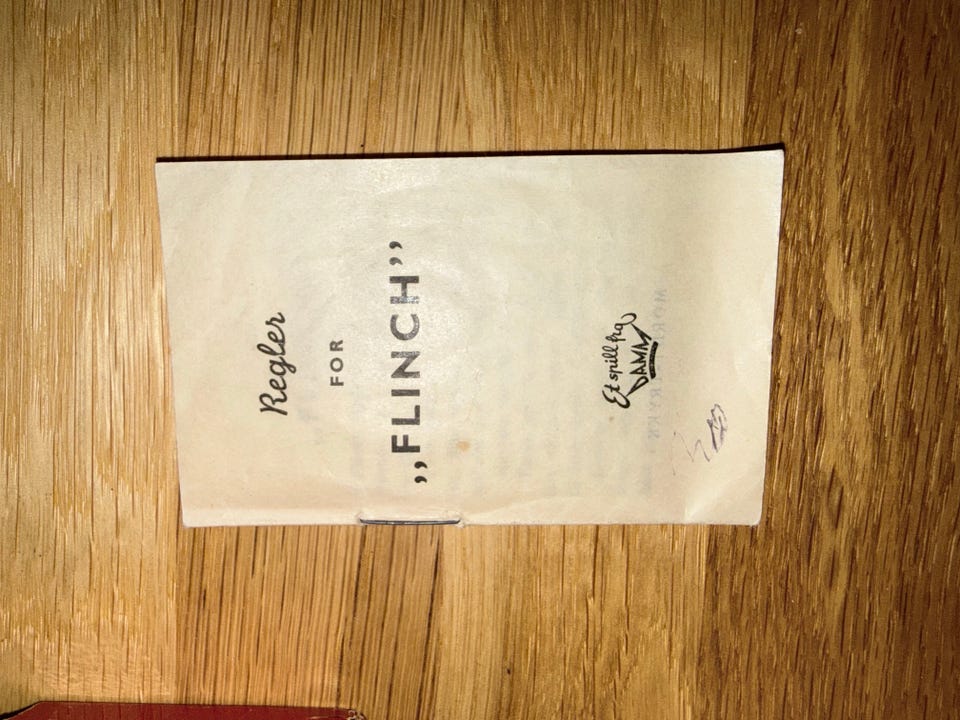 Regler
FOR
„FLINCH”
Et spill fra
DAMM